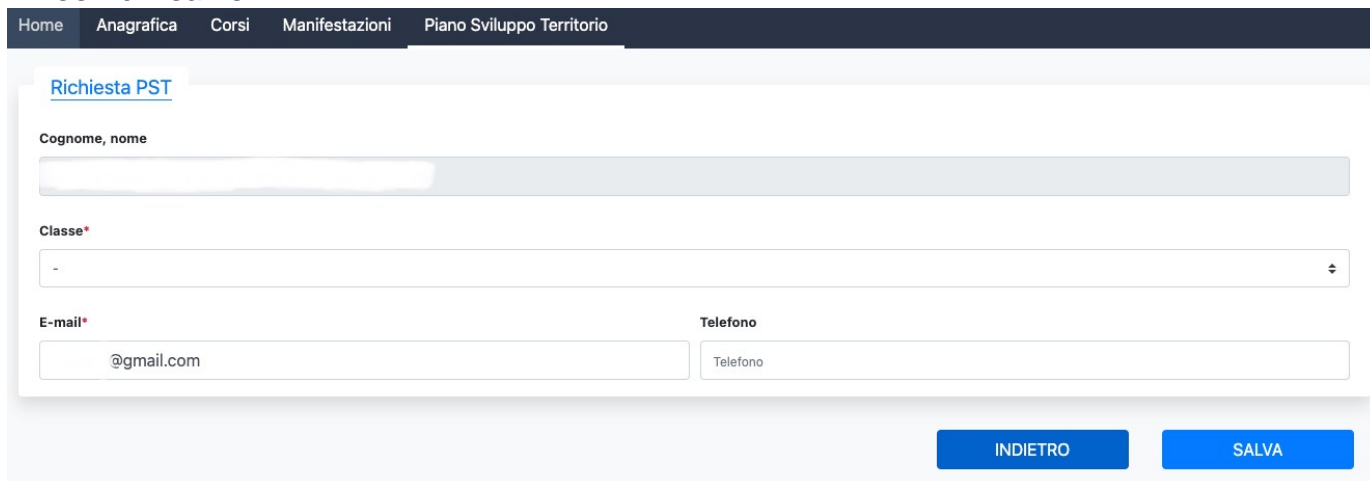 Home Anagrafica Corsi Manifestazioni Piano Sviluppo Territorio
Richiesta PST
Cognome, nome
Classe*
-
E-mail* Telefono
@gmail.com Telefono
INDIETRO SALVA